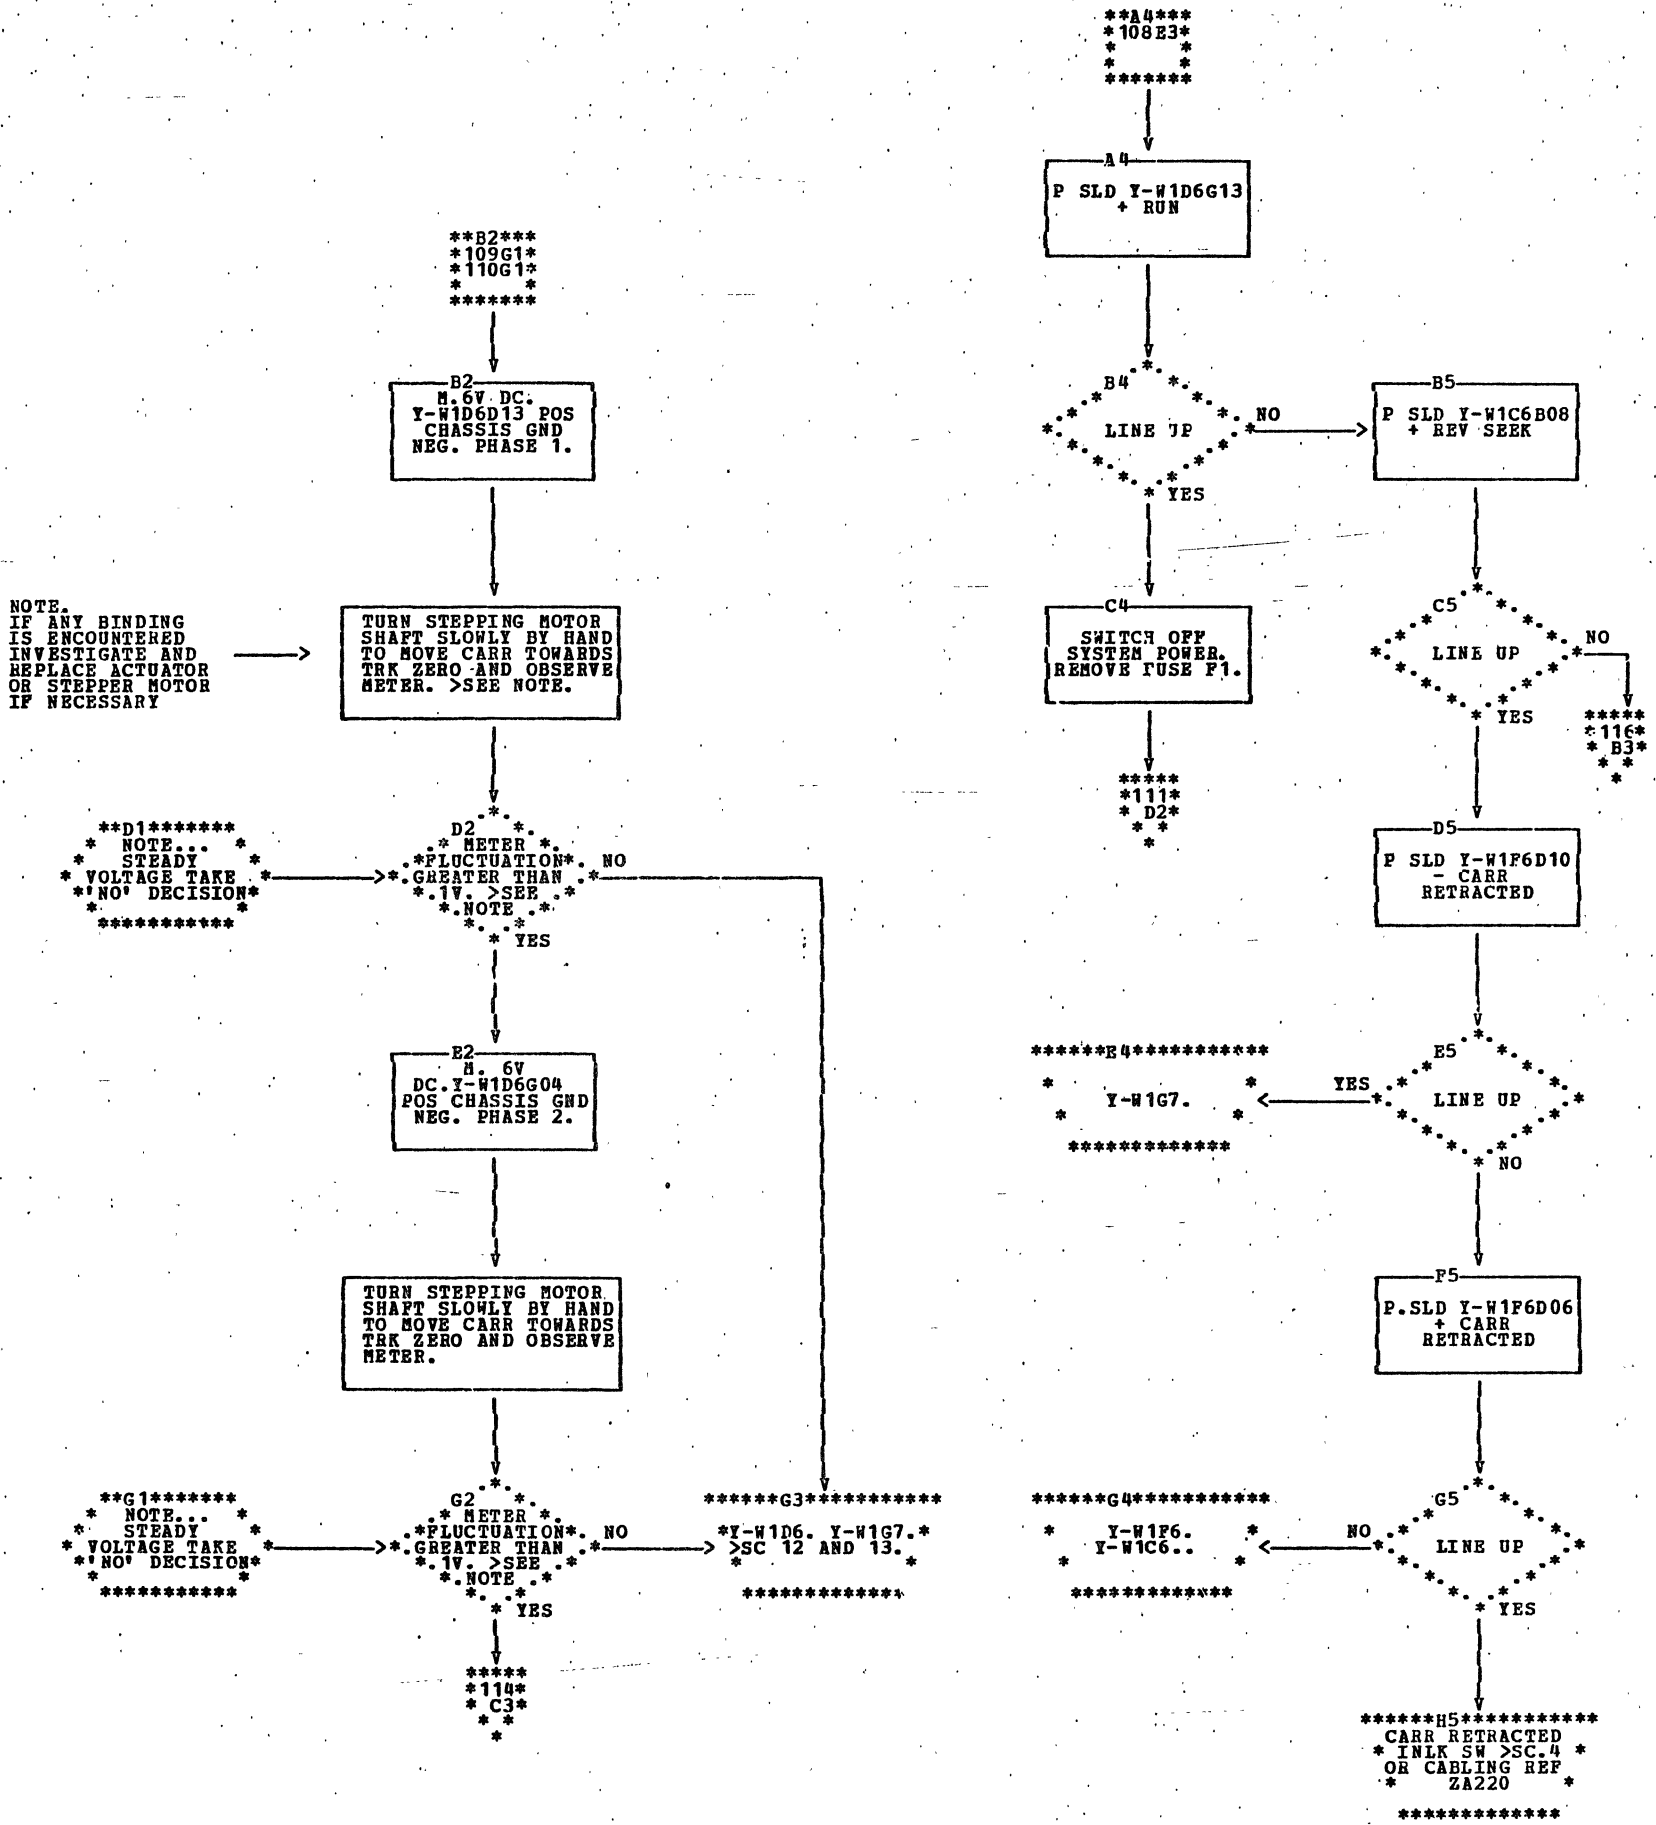 **A4***
*108E3*
* *
* *
*******
A4
P SLD Y-W1D6G13
+ RUN
**B2***
*109G1*
*110G1*
* *
*******
B2
M.6V DC.
Y-W1D6D13 POS
CHASSIS GND
NEG. PHASE 1.
B4
LINE UP
NO
YES
B5
P SLD Y-W1C6B08
+ REV SEEK
NOTE.
IF ANY BINDING
IS ENCOUNTERED
INVESTIGATE AND
REPLACE ACTUATOR
OR STEPPER MOTOR
IF NECESSARY
TURN STEPPING MOTOR
SHAFT SLOWLY BY HAND
TO MOVE CARR TOWARDS
TRK ZERO AND OBSERVE
METER. >SEE NOTE.
C4
SWITCH OFF
SYSTEM POWER.
REMOVE FUSE F1.
C5
LINE UP
NO
YES
*****
*116*
* B3*
* *
*
*****
*111*
* D2*
* *
*
**D1*******
* NOTE... *
* STEADY *
* VOLTAGE TAKE *
*'NO' DECISION*
* *
***********
D2
METER
FLUCTUATION
GREATER THAN
.1V. >SEE
NOTE
NO
YES
D5
P SLD Y-W1F6D10
- CARR
RETRACTED
E2
M. 6V
DC.Y-W1D6G04
POS CHASSIS GND
NEG. PHASE 2.
******E4***********
* Y-W1G7. *
* *
*************
E5
YES
LINE UP
NO
TURN STEPPING MOTOR
SHAFT SLOWLY BY HAND
TO MOVE CARR TOWARDS
TRK ZERO AND OBSERVE
METER.
F5
P.SLD Y-W1F6D06
+ CARR
RETRACTED
**G1*******
* NOTE... *
* STEADY *
* VOLTAGE TAKE *
*'NO' DECISION*
* *
***********
G2
METER
FLUCTUATION
GREATER THAN
.1V. >SEE
NOTE
NO
YES
******G3***********
*Y-W1D6. Y-W1G7.*
>SC 12 AND 13.
* *
*************
******G4***********
* Y-W1F6. *
Y-W1C6..
* *
*************
G5
NO
LINE UP
YES
*****
*114*
* C3*
* *
*
******H5***********
CARR RETRACTED
* INLK SW >SC.4 *
OR CABLING REF
* ZA220 *
*************